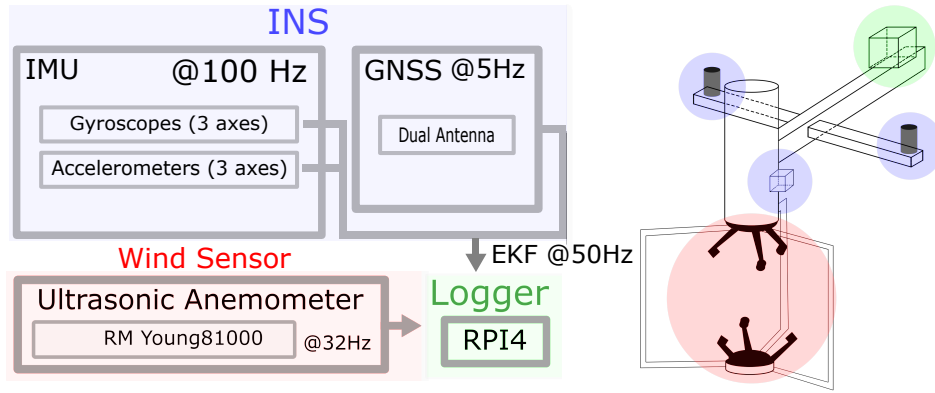 INS
IMU @100 Hz
Gyroscopes (3 axes)
Accelerometers (3 axes)
GNSS @5Hz
Dual Antenna
EKF @50Hz
Wind Sensor
Ultrasonic Anemometer
RM Young81000
@32Hz
Logger
RPI4